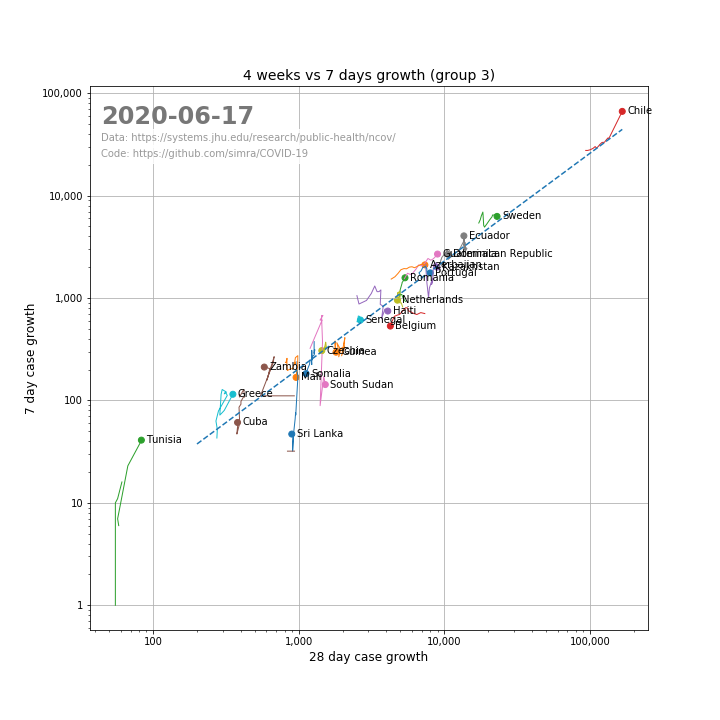 4 weeks vs 7 days growth (group 3)
2020-06-17
Data: https://systems.jhu.edu/research/public-health/ncov/
Code: https://github.com/simra/COVID-19
100,000
10,000
1,000
100
10
1
7 day case growth
Chile
Sweden
Ecuador
Dominican Republic
Azerbaijan
Kazakhstan
Portugal
Romania
Netherlands
Haiti
Senegal
Belgium
Czechia
Guinea
Zambia
Somalia
Mali
South Sudan
Greece
Cuba
Sri Lanka
Tunisia
100
1,000
10,000
100,000
28 day case growth